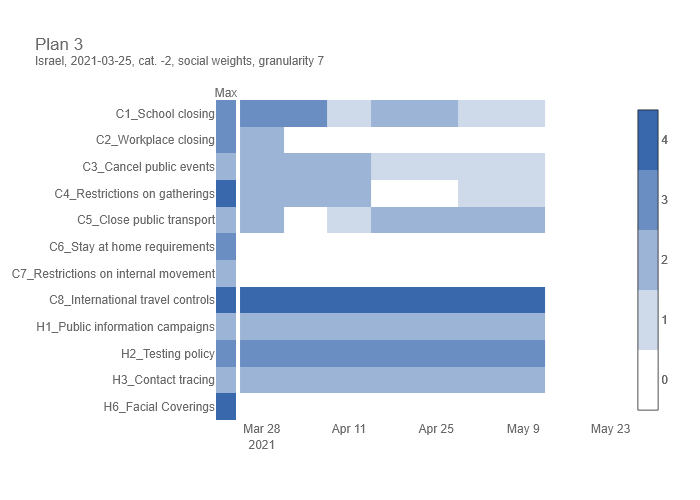 Plan 3
Israel, 2021-03-25, cat. -2, social weights, granularity 7
Max
C1_School closing
C2_Workplace closing
C3_Cancel public events
C4_Restrictions on gatherings
C5_Close public transport
C6_Stay at home requirements
C7_Restrictions on internal movement
C8_International travel controls
H1_Public information campaigns
H2_Testing policy
H3_Contact tracing
H6_Facial Coverings
4
3
2
1
0
Mar 28 Apr 11 Apr 25 May 9 May 23
2021